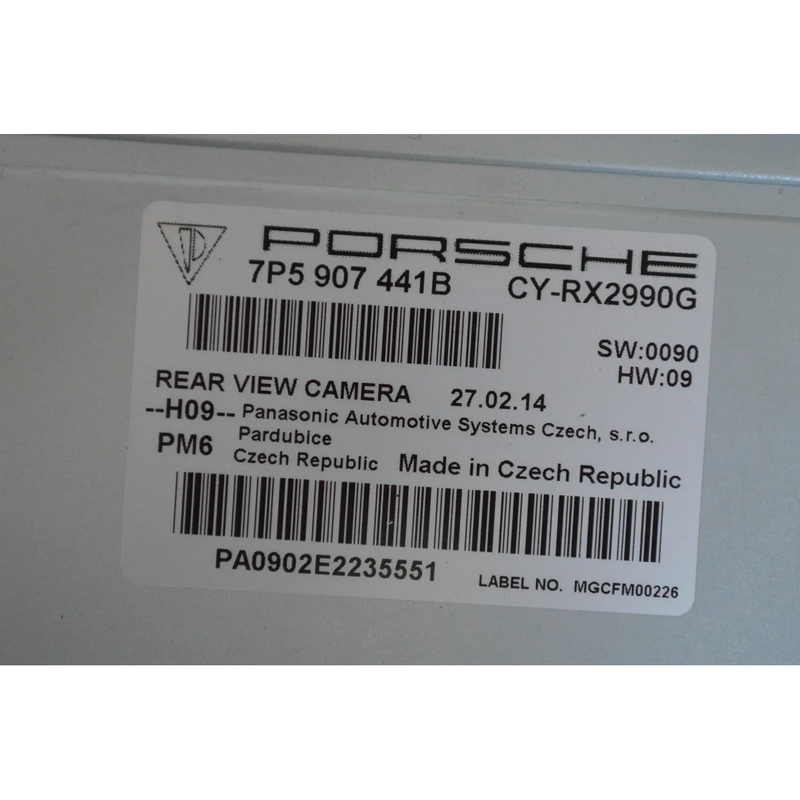 PORSCHE
7P5 907 441B CY-RX2990G
SW:0090
HW:09
REAR VIEW CAMERA 27.02.14
--H09-- Panasonic Automotive Systems Czech, s.r.o.
PM6 Pardubice
Czech Republic Made in Czech Republic
PA0902E2235551 LABEL NO. MGCFM00226